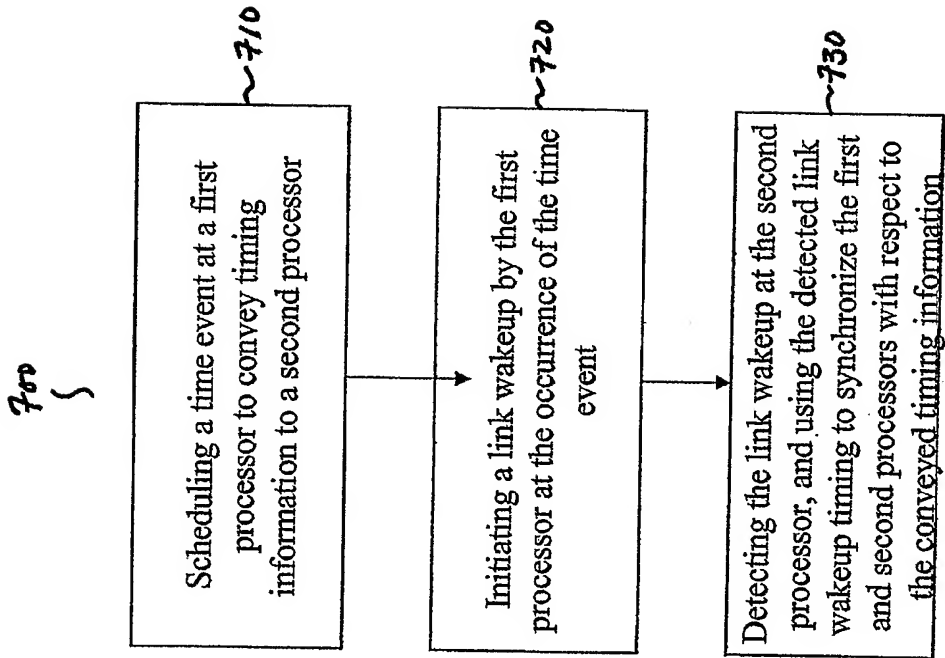 700
~710
Scheduling a time event at a first
processor to convey timing
information to a second processor
~720
Initiating a link wakeup by the first
processor at the occurrence of the time
event
~730
Detecting the link wakeup at the second
processor, and using the detected link
wakeup timing to synchronize the first
and second processors with respect to
the conveyed timing information